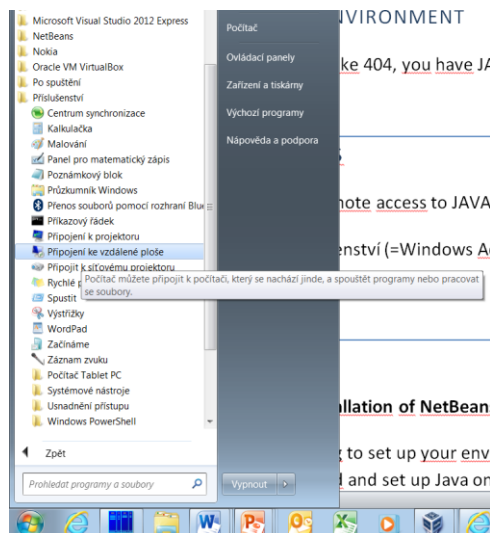 Microsoft Visual Studio 2012 Express
NetBeans
Nokia
Oracle VM VirtualBox
Po spuštění
Příslušenství
Centrum synchronizace
Kalkulačka
Malování
Panel pro matematický zápis
Poznámkový blok
Průzkumník Windows
Přenos souborů pomocí rozhraní Blu
Příkazový řádek
Připojení k projektoru
Připojení ke vzdálené ploše
Připojit k síťovému projektoru
Rychlé
Počítač můžete připojit k počítači, který se nachází jinde, a spouštět programy nebo pracovat
se soubory.
Spustit
Výstřižky
WordPad
Začínáme
Záznam zvuku
Počítač Tablet PC
Systémové nástroje
Usnadnění přístupu
Windows PowerShell
Zpět
Prohledat programy a soubory
Počítač
Ovládací panely
Zařízení a tiskárny
Výchozí programy
Nápověda a podpora
Vypnout
VIRONMENT
ke 404, you have JA
note access to JAVA
enství (=Windows A
llation of NetBean
to set up your env
and set up Java on